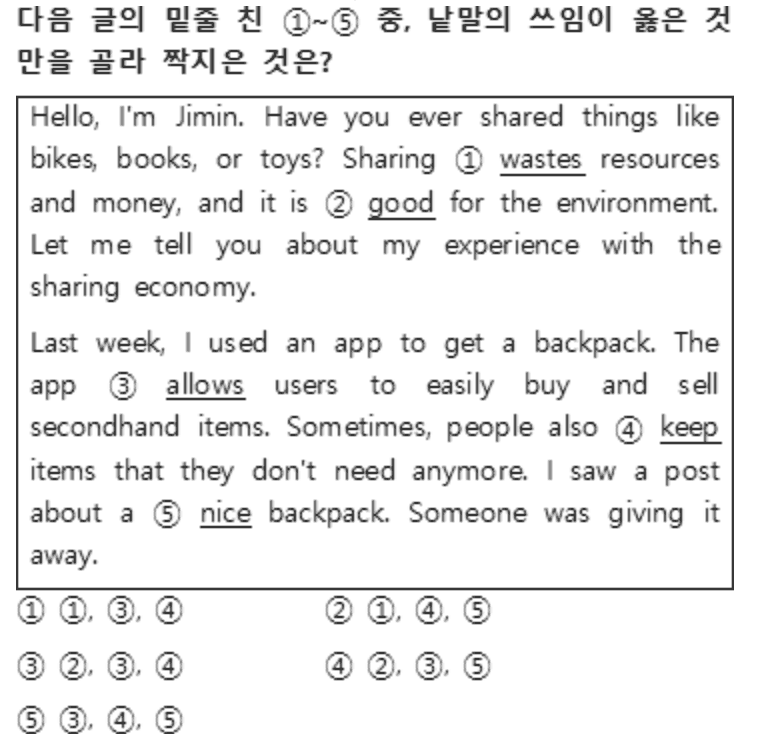 다음 글의 밑줄 친 ①~⑤ 중, 낱말의 쓰임이 옳은 것
만을 골라 짝지은 것은?
Hello, I'm Jimin. Have you ever shared things like
bikes, books, or toys? Sharing ① wastes resources
and money, and it is ② good for the environment.
Let me tell you about my experience with the
sharing economy.
Last week, I used an app to get a backpack. The
app ③ allows users to easily buy and sell
secondhand items. Sometimes, people also ④ keep
items that they don't need anymore. I saw a post
about a ⑤ nice backpack. Someone was giving it
away.
① ①, ③, ④ ② ①, ④, ⑤
③ ②, ③, ④ ④ ②, ③, ⑤
⑤ ③, ④, ⑤